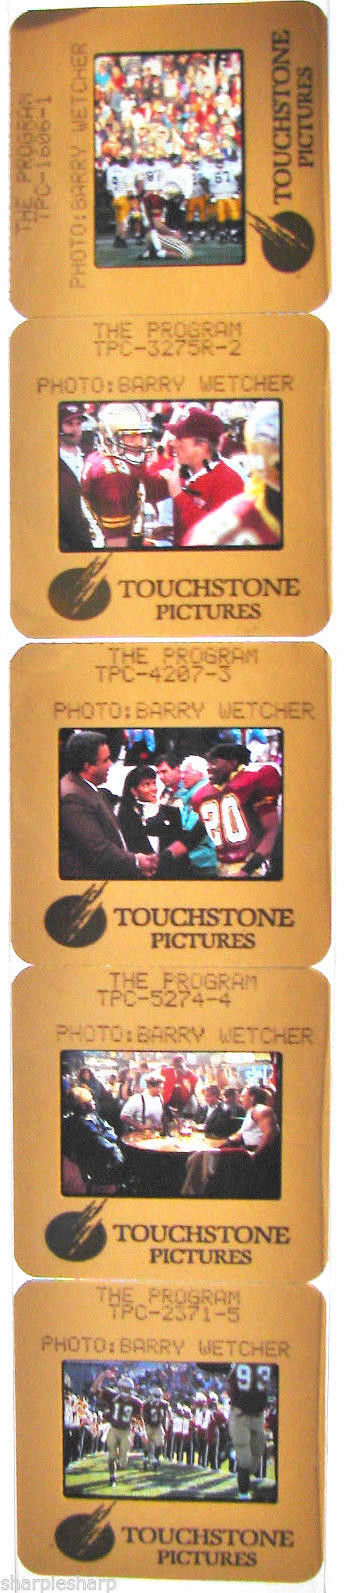 THE PROGRAM
TPC-1606-1
PHOTO:BARRY WETCHER
TOUCHSTONE
PICTURES
THE PROGRAM
TPC-3275R-2
PHOTO:BARRY WETCHER
TOUCHSTONE
PICTURES
THE PROGRAM
TPC-4207-3
PHOTO:BARRY WETCHER
20
TOUCHSTONE
PICTURES
THE PROGRAM
TPC-5274-4
PHOTO:BARRY WETCHER
TOUCHSTONE
PICTURES
THE PROGRAM
TPC-2371-5
PHOTO:BARRY WETCHER
93
TOUCHSTONE
PICTURES
sharplesharp